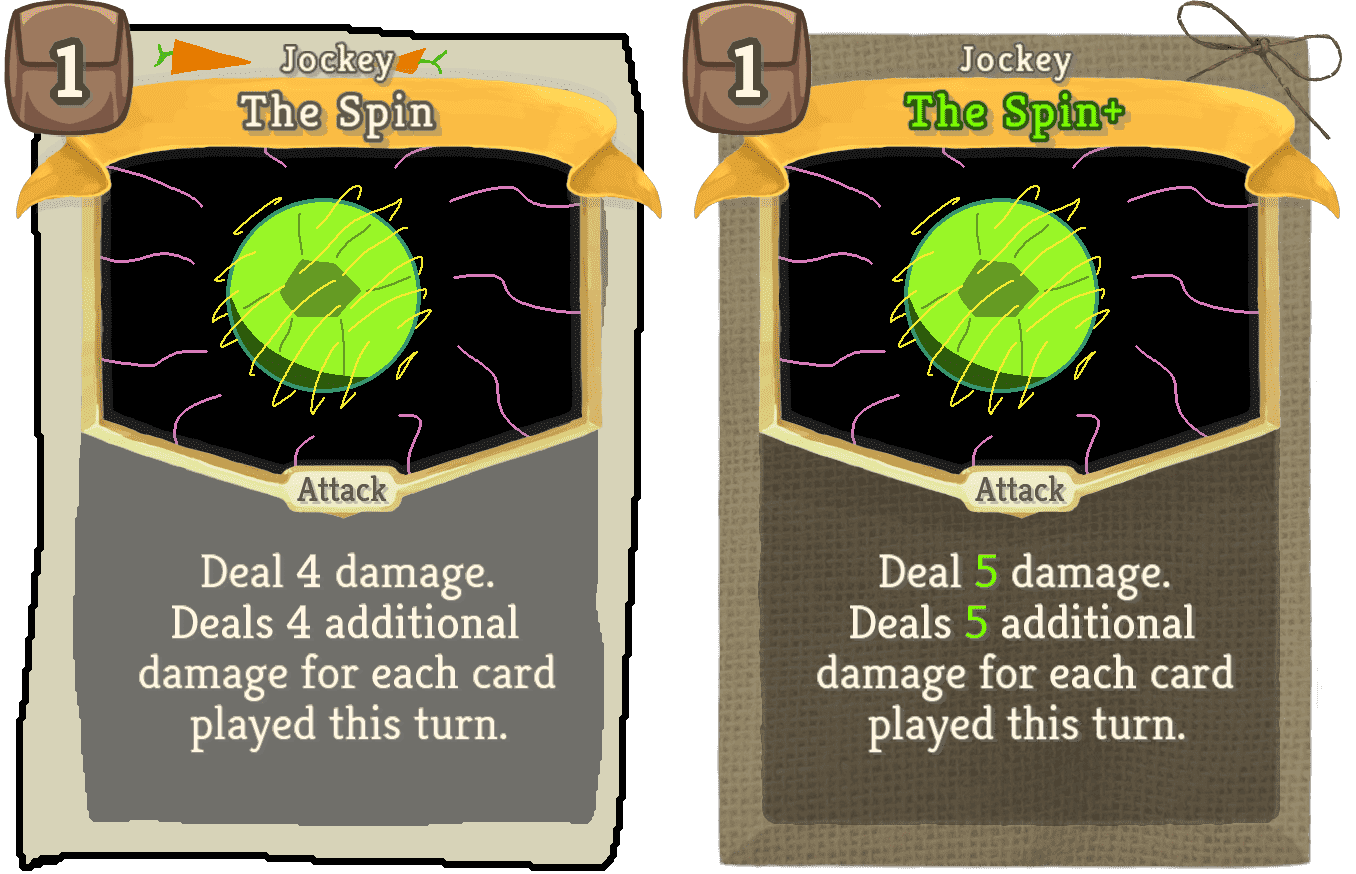 1
Jockey
The Spin
Attack
Deal 4 damage.
Deals 4 additional
damage for each card
played this turn.
1
Jockey
The Spin+
Attack
Deal 5 damage.
Deals 5 additional
damage for each card
played this turn.